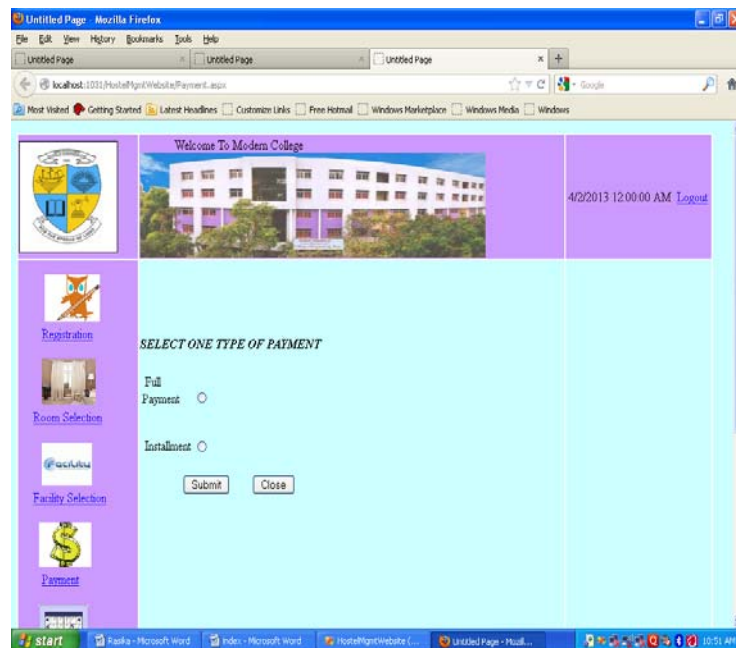 Untitled Page - Mozilla Firefox
File Edit View History Bookmarks Tools Help
Untitled Page
Untitled Page
Untitled Page
localhost:1031/HostelMgmtWebsite/Payment.aspx
Google
Most Visited Getting Started Latest Headlines Customize Links Free Hotmail Windows Marketplace Windows Media Windows
Welcome To Modern College
4/2/2013 12:00:00 AM Logout
Registration
SELECT ONE TYPE OF PAYMENT
Full
Payment
Room Selection
Installment
Facility
Submit Close
Facility Selection
Payment
start Rasika - Microsoft Word index - Microsoft Word HostelMgmtWebsite (... Untitled Page - Mozill... 10:51 AM